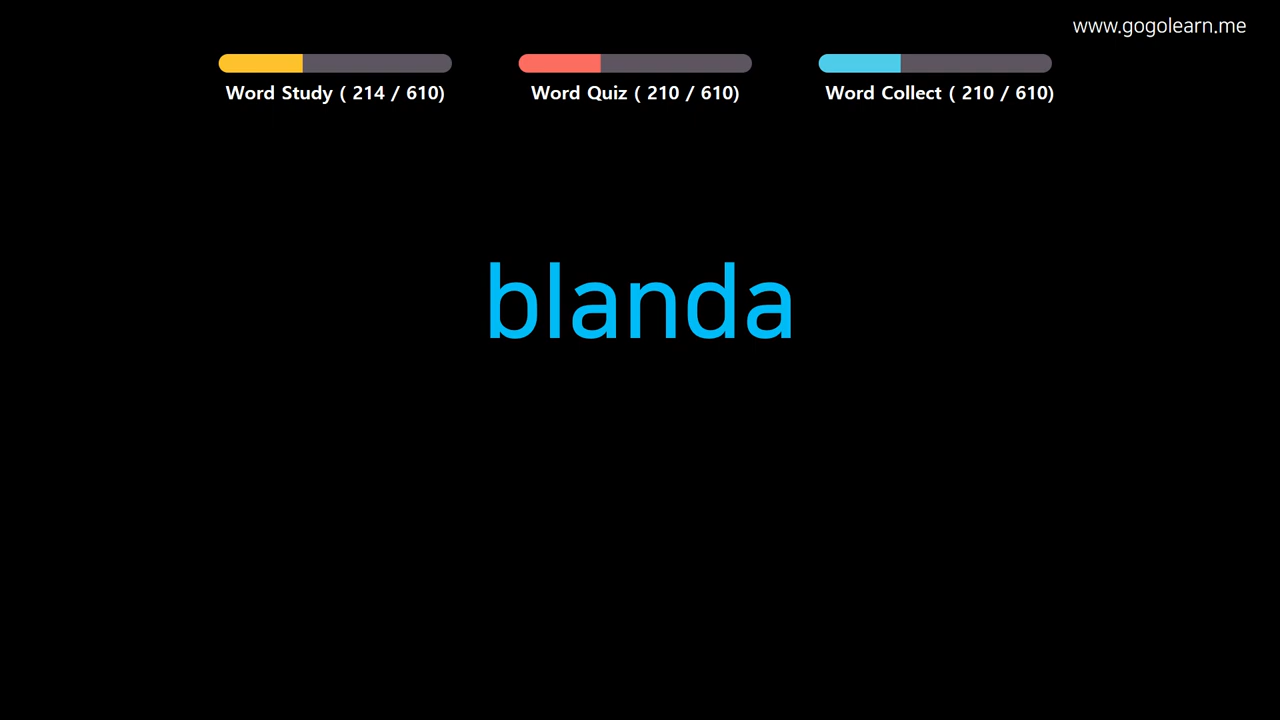 www.gogolearn.me
Word Study ( 214 / 610)
Word Quiz ( 210 / 610)
Word Collect ( 210 / 610)
blanda